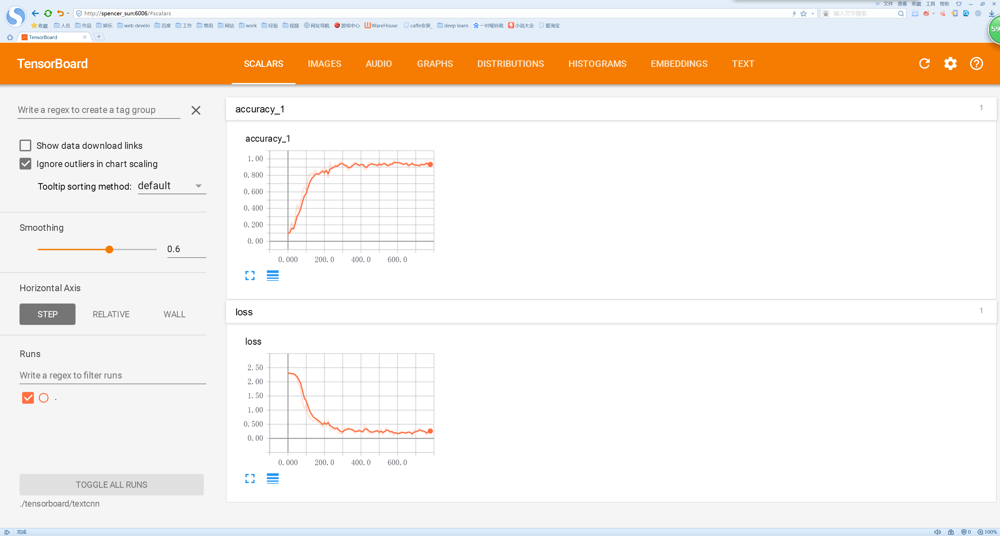 文件 查看 收藏 工具 帮助
http://spencer_sun:6006/#scalars
输入文字搜索
收藏 人名 作品 娱乐 web develo 百度 工作 常用 网站 work 经验 视频 网址导航 游戏中心 WareHouse caffe安装_ deep learn 一对哑铃就 小说大全 爱淘宝
59
TensorBoard
TensorBoard
SCALARS IMAGES AUDIO GRAPHS DISTRIBUTIONS HISTOGRAMS EMBEDDINGS TEXT
Write a regex to create a tag group
Show data download links
Ignore outliers in chart scaling
Tooltip sorting method: default
Smoothing
0.6
Horizontal Axis
STEP RELATIVE WALL
Runs
Write a regex to filter runs
.
TOGGLE ALL RUNS
./tensorboard/textcnn
accuracy_1 1
accuracy_1
1.00
0.800
0.600
0.400
0.200
0.00
0.000 200.0 400.0 600.0
loss 1
loss
2.50
2.00
1.50
1.00
0.500
0.00
0.000 200.0 400.0 600.0
完成
0 100%